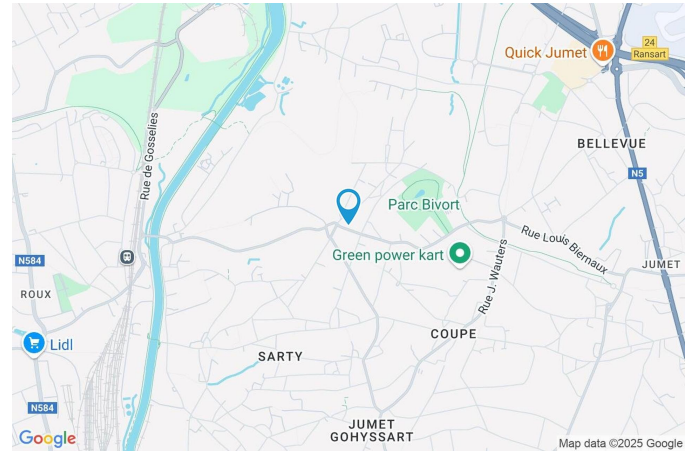 24
Ransart
Quick Jumet
BELLEVUE
N5
Rue de Gosselies
Parc Bivort
Green power kart
Rue Louis Biernaux
Rue J. Wauters
JUMET
N584
ROUX
Lidl
COUPE
SARTY
N584
JUMET
GOHYSSART
Google
Map data ©2025 Google